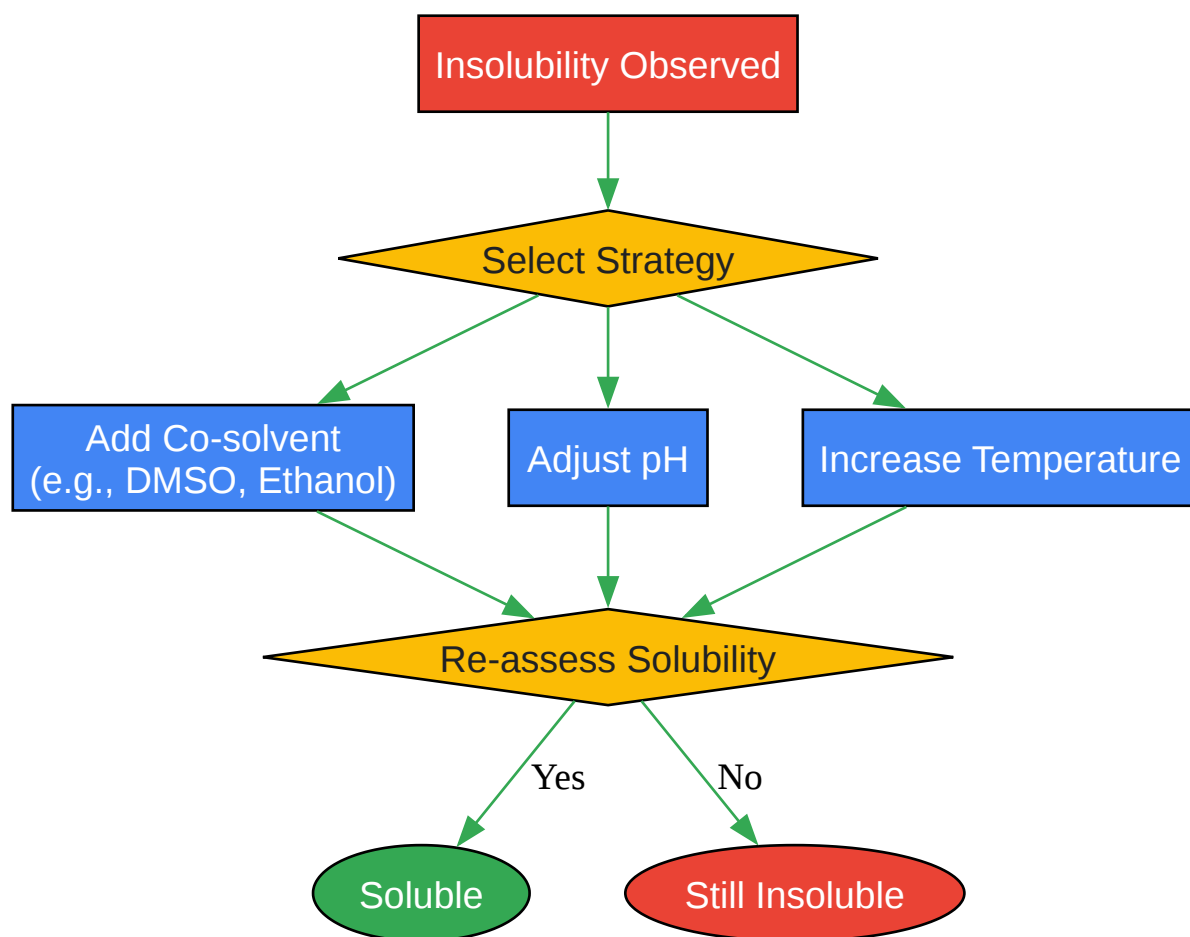 Insolubility Observed
Select Strategy
Add Co-solvent
(e.g., DMSO, Ethanol)
Adjust pH
Increase Temperature
Re-assess Solubility
Yes
No
Soluble
Still Insoluble